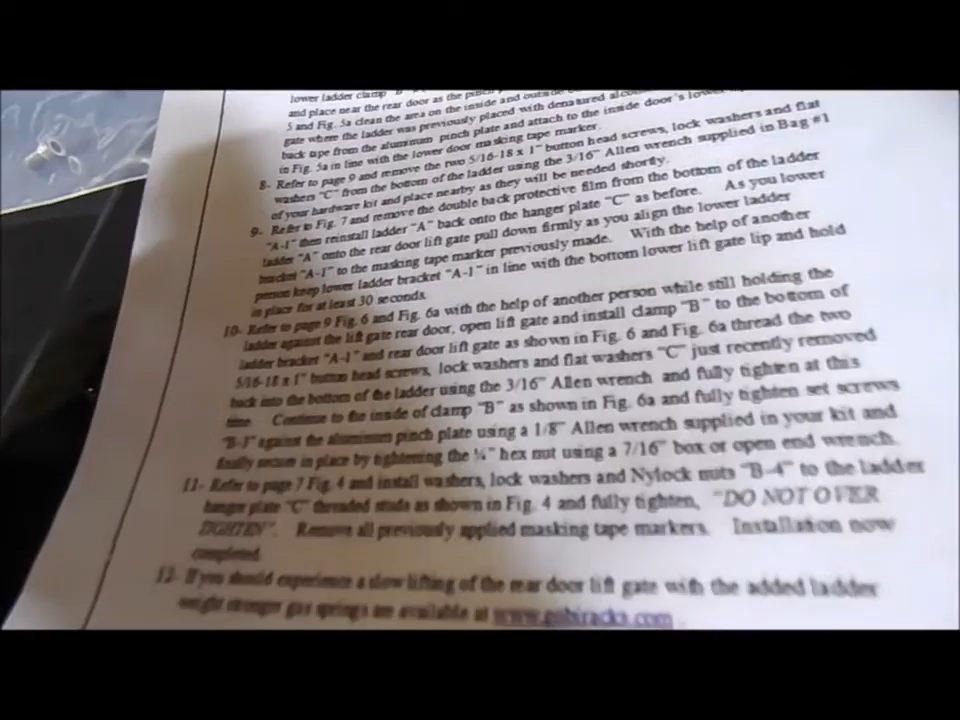 lower ladder clamp "B"
and place near the rear door as the pinch
5 and Fig. 5a clean the area on the inside and outside
gate where the ladder was previously placed with denatured
back tape from the aluminum pinch plate and attach to the inside door's lower
in Fig. 5a in line with the lower door masking tape marker.
8- Refer to page 9 and remove the two 5/16-18 x 1" button head screws, lock washers and flat
washers "C" from the bottom of the ladder using the 3/16" Allen wrench supplied in Bag #1
of your hardware kit and place nearby as they will be needed shortly.
9- Refer to Fig. 7 and remove the double back protective film from the bottom of the ladder
"A-1" then reinstall ladder "A" back onto the hanger plate "C" as before. As you lower
ladder "A" onto the rear door lift gate pull down firmly as you align the lower ladder
bracket "A-1" to the masking tape marker previously made. With the help of another
person keep lower ladder bracket "A-1" in line with the bottom lower lift gate lip and hold
in place for at least 30 seconds.
10- Refer to page 9 Fig. 6 and Fig. 6a with the help of another person while still holding the
ladder against the lift gate rear door, open lift gate and install clamp "B" to the bottom of
ladder bracket "A-1" and rear door lift gate as shown in Fig. 6 and Fig. 6a thread the two
5/16-18 x 1" button head screws, lock washers and flat washers "C" just recently removed
back into the bottom of the ladder using the 3/16" Allen wrench and fully tighten at this
time. Continue to the inside of clamp "B" as shown in Fig. 6a and fully tighten set screws
"B-1" against the aluminum pinch plate using a 1/8" Allen wrench supplied in your kit and
finally secure in place by tightening the ¼" hex nut using a 7/16" box or open end wrench.
11- Refer to page 7 Fig. 4 and install washers, lock washers and Nylock nuts "B-4" to the ladder
hanger plate "C" threaded studs as shown in Fig. 4 and fully tighten, "DO NOT OVER
TIGHTEN". Remove all previously applied masking tape markers. Installation now
completed.
12- If you should experience a slow lifting of the rear door lift gate with the added ladder
weight stronger gas springs are available at www.gobiracks.com